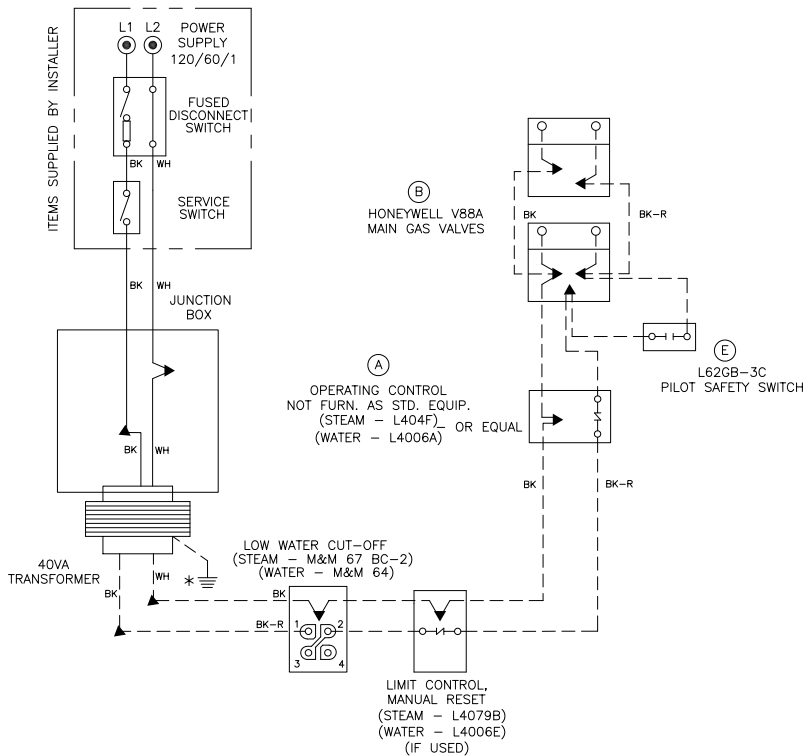 ITEMS SUPPLIED BY INSTALLER
L1 L2
POWER
SUPPLY
120/60/1
FUSED
DISCONNECT
SWITCH
BK WH
SERVICE
SWITCH
BK WH
JUNCTION
BOX
BK WH
40VA
TRANSFORMER
BK
WH
*
LOW WATER CUT-OFF
(STEAM - M&M 67 BC-2)
(WATER - M&M 64)
BK
BK-R
1 2
3 4
LIMIT CONTROL,
MANUAL RESET
(STEAM - L4079B)
(WATER - L4006E)
(IF USED)
A
OPERATING CONTROL
NOT FURN. AS STD. EQUIP.
(STEAM - L404F)
(WATER - L4006A)
- OR EQUAL
BK
BK-R
B
HONEYWELL V88A
MAIN GAS VALVES
BK
BK-R
E
L62GB-3C
PILOT SAFETY SWITCH